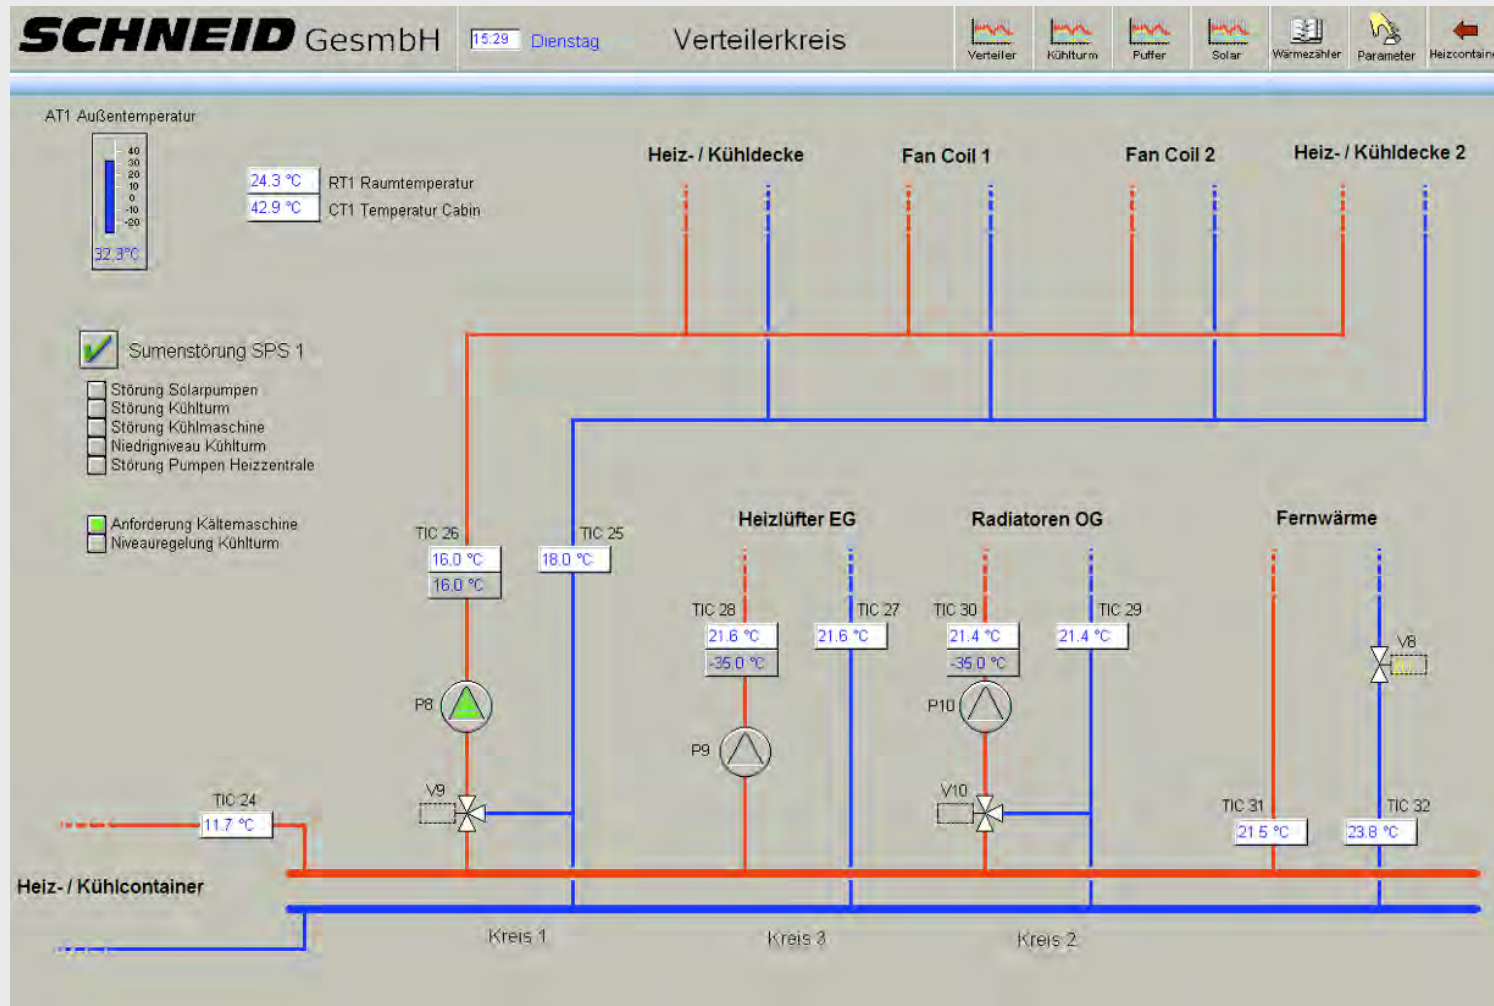 SCHNEID GesmbH
15:29 Dienstag
Verteilerkreis
Verteiler
Kühlturm
Puffer
Solar
Wärmezähler
Parameter
AT1 Außentemperatur
40
30
20
10
0
-10
-20
32.3°C
24.3 °C RT1 Raumtemperatur
42.9 °C CT1 Temperatur Cabin
Heiz- / Kühldecke
Fan Coil 1
Fan Coil 2
Heiz- / Kühldecke 2
Sumenstörung SPS 1
Störung Solarpumpen
Störung Kühlturm
Störung Kühlmaschine
Niedrigniveau Kühlturm
Störung Pumpen Heizzentrale
Anforderung Kältemaschine
Niveauregelung Kühlturm
TIC 26
16.0 °C
16.0 °C
TIC 25
18.0 °C
Heizlüfter EG
Radiatoren OG
Fernwärme
TIC 28
21.6 °C
-35.0 °C
TIC 27
21.6 °C
TIC 30
21.4 °C
-35.0 °C
TIC 29
21.4 °C
V8
P8
P9
P10
V9
V10
TIC 24
11.7 °C
TIC 31
21.5 °C
TIC 32
23.8 °C
Heiz- / Kühlcontainer
Kreis 1
Kreis 3
Kreis 2